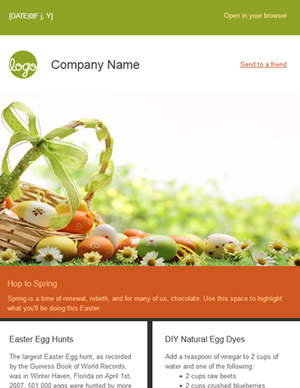 [DATE|0|F j, Y]
Open in your browser
logo
Company Name
Send to a friend
Hop to Spring
Spring is a time of renewal, rebirth, and for many of us, chocolate. Use this space to highlight
what you'll be doing this Easter.
Easter Egg Hunts
The largest Easter Egg hunt, as recorded
by the Guiness Book of World Records,
was in Winter Haven, Florida on April 1st,
2007. 501,000 eggs were hunted by more
DIY Natural Egg Dyes
Add a teaspoon of vinegar to 2 cups of
water and one of the following:
• 2 cups raw beets
• 2 cups crushed blueberries